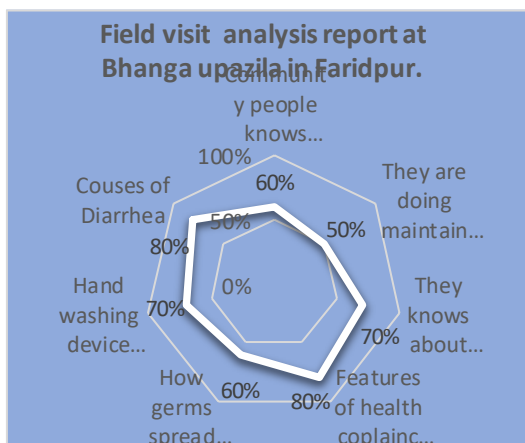 Field visit analysis report at
Bhanga upazila in Faridpur.
Communit
y people
knows...
100%
60%
They are
doing
maintain...
50%
They
knows
about...
70%
Features
of health
coplainc...
80%
How
germs
spread...
60%
Hand
washing
device...
70%
Couses of
Diarrhea
80%
50%
0%